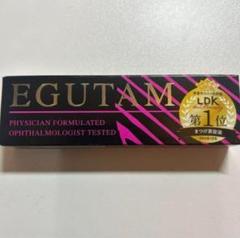 EGUTAM
PHYSICIAN FORMULATED
OPHTHALMOLOGIST TESTED
LDK
第1位
まつげ美容液